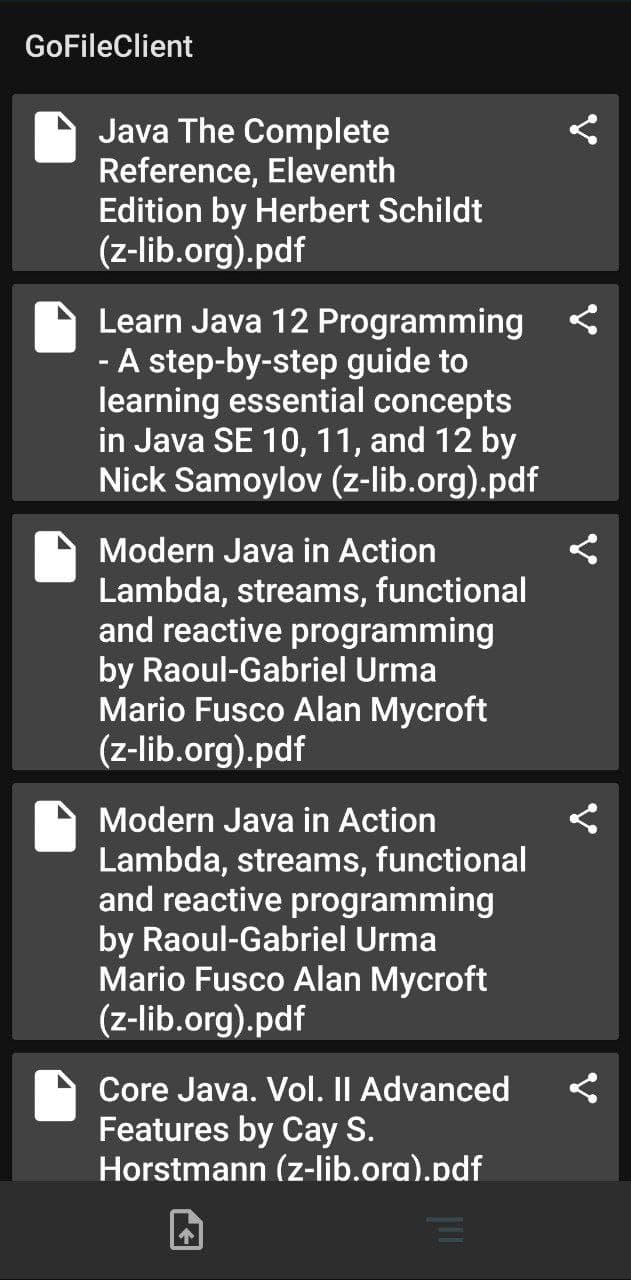 GoFileClient
Java The Complete
Reference, Eleventh
Edition by Herbert Schildt
(z-lib.org).pdf
Learn Java 12 Programming
- A step-by-step guide to
learning essential concepts
in Java SE 10, 11, and 12 by
Nick Samoylov (z-lib.org).pdf
Modern Java in Action
Lambda, streams, functional
and reactive programming
by Raoul-Gabriel Urma
Mario Fusco Alan Mycroft
(z-lib.org).pdf
Modern Java in Action
Lambda, streams, functional
and reactive programming
by Raoul-Gabriel Urma
Mario Fusco Alan Mycroft
(z-lib.org).pdf
Core Java. Vol. II Advanced
Features by Cay S.
Horstmann (z-lib.org).pdf